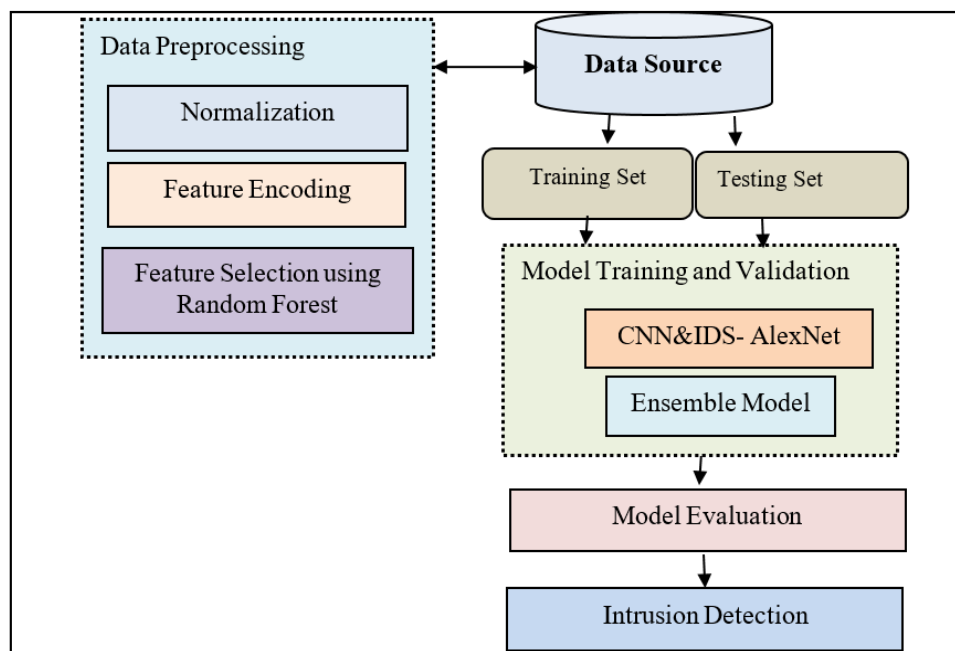 Data Preprocessing
Normalization
Feature Encoding
Feature Selection using
Random Forest
Data Source
Training Set
Testing Set
Model Training and Validation
CNN&IDS- AlexNet
Ensemble Model
Model Evaluation
Intrusion Detection